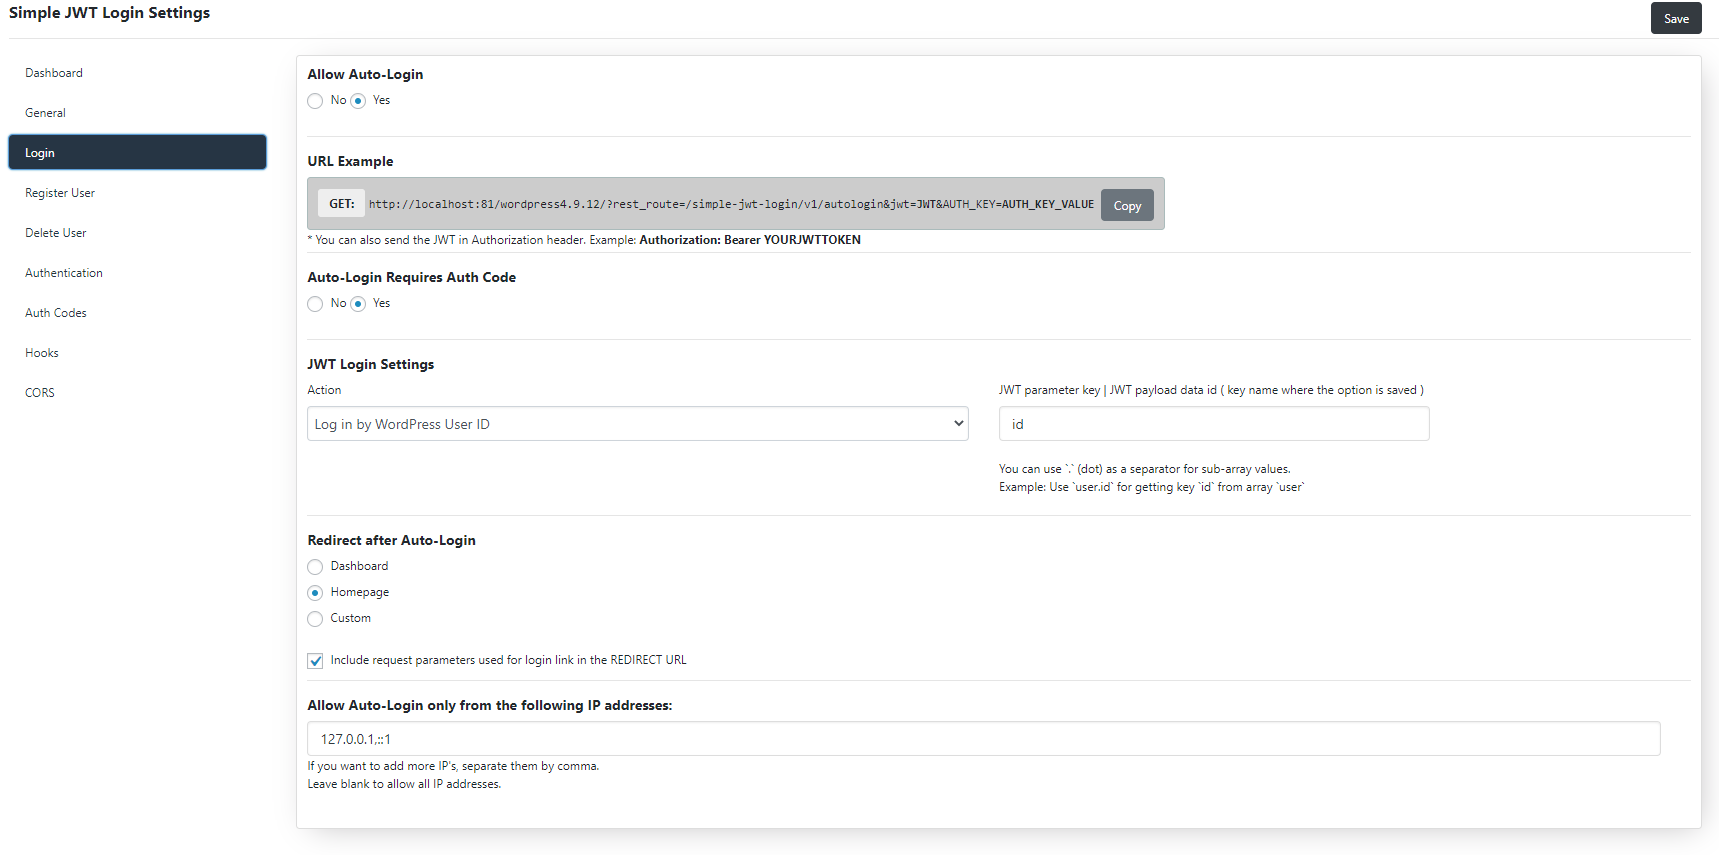 Simple JWT Login Settings
Save
Dashboard
General
Login
Register User
Delete User
Authentication
Auth Codes
Hooks
CORS
Allow Auto-Login
No Yes
URL Example
GET: http://localhost:81/wordpress4.9.12/?rest_route=/simple-jwt-login/v1/autologin&jwt=JWT&AUTH_KEY=AUTH_KEY_VALUE Copy
* You can also send the JWT in Authorization header. Example: Authorization: Bearer YOURJWTTOKEN
Auto-Login Requires Auth Code
No Yes
JWT Login Settings
Action
Log in by WordPress User ID
JWT parameter key | JWT payload data id ( key name where the option is saved )
id
You can use `.` (dot) as a separator for sub-array values.
Example: Use `user.id` for getting key `id` from array `user`
Redirect after Auto-Login
Dashboard
Homepage
Custom
Include request parameters used for login link in the REDIRECT URL
Allow Auto-Login only from the following IP addresses:
127.0.0.1,::1
If you want to add more IP's, separate them by comma.
Leave blank to allow all IP addresses.